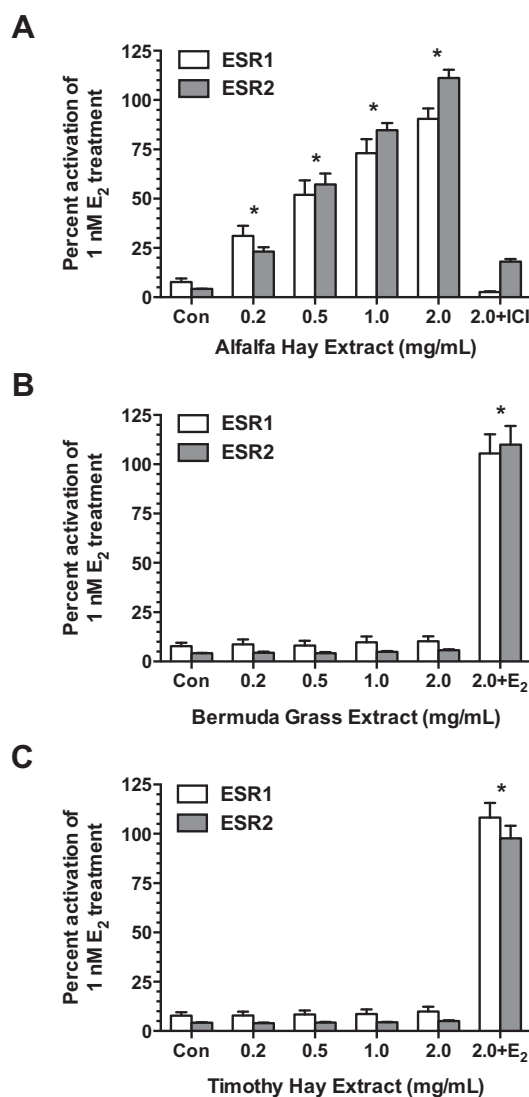 A
ESR1
ESR2
Percent activation of
1 nM E₂ treatment
125
100
75
50
25
0
*
*
*
*
Con
0.2
0.5
1.0
2.0
2.0+ICI
Alfalfa Hay Extract (mg/mL)
B
ESR1
ESR2
Percent activation of
1 nM E₂ treatment
125
100
75
50
25
0
*
Con
0.2
0.5
1.0
2.0
2.0+E₂
Bermuda Grass Extract (mg/mL)
C
ESR1
ESR2
Percent activation of
1 nM E₂ treatment
125
100
75
50
25
0
*
Con
0.2
0.5
1.0
2.0
2.0+E₂
Timothy Hay Extract (mg/mL)